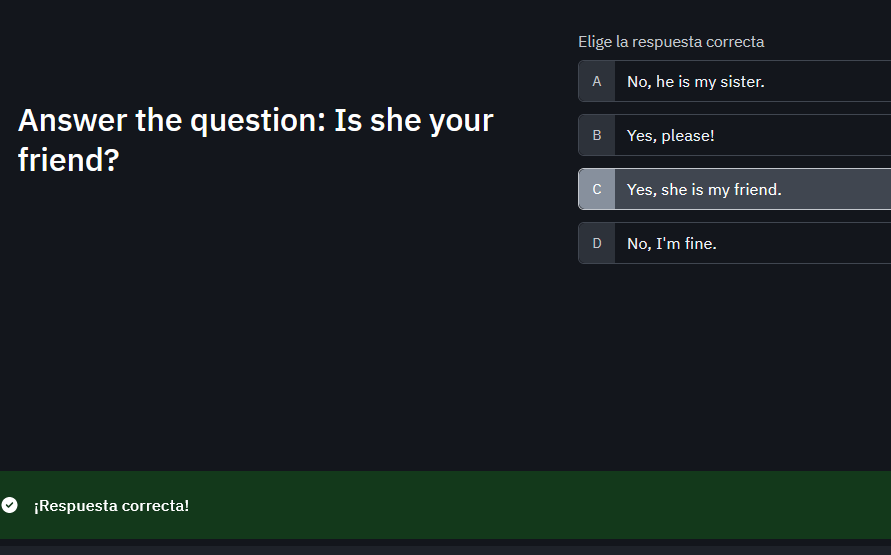 Answer the question: Is she your
friend?
Elige la respuesta correcta
A No, he is my sister.
B Yes, please!
C Yes, she is my friend.
D No, I'm fine.
¡Respuesta correcta!